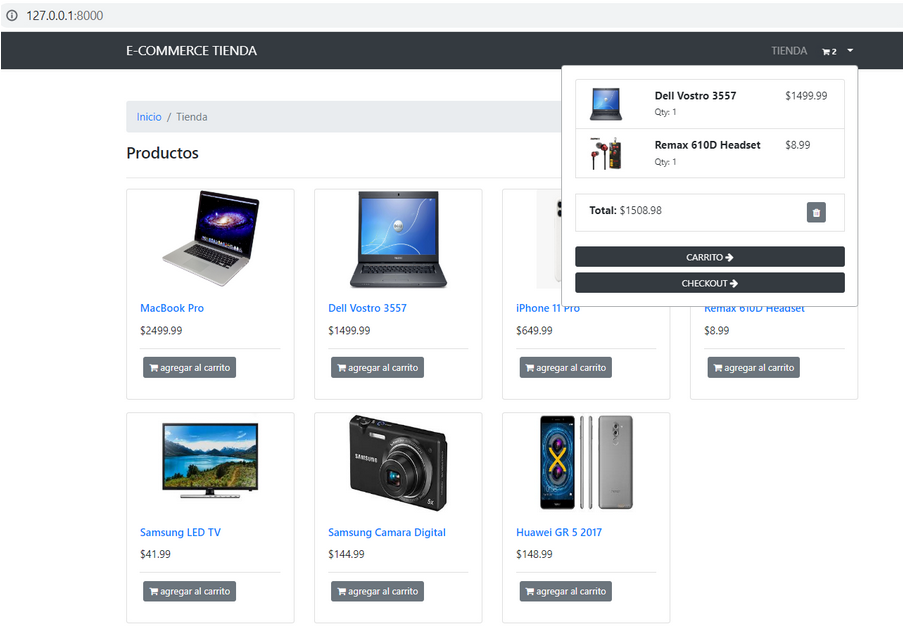 127.0.0.1:8000
E-COMMERCE TIENDA
TIENDA
2
Dell Vostro 3557
$1499.99
Qty: 1
Remax 610D Headset
$8.99
Qty: 1
Total: $1508.98
CARRITO
CHECKOUT
Inicio / Tienda
Productos
MacBook Pro
$2499.99
agregar al carrito
DELL
Dell Vostro 3557
$1499.99
agregar al carrito
iPhone 11 Pro
$649.99
agregar al carrito
Remax 610D Headset
$8.99
agregar al carrito
Samsung LED TV
$41.99
agregar al carrito
SAMSUNG
5x
Samsung Camara Digital
$144.99
agregar al carrito
Huawei GR 5 2017
$148.99
agregar al carrito